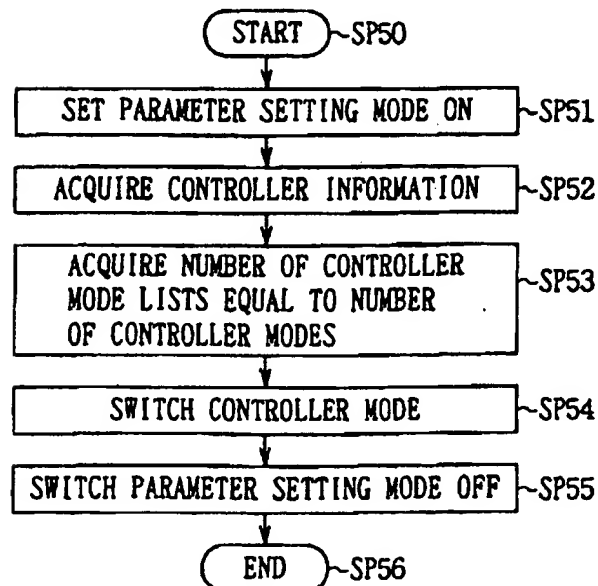 START ~SP50
SET PARAMETER SETTING MODE ON ~SP51
ACQUIRE CONTROLLER INFORMATION ~SP52
ACQUIRE NUMBER OF CONTROLLER
MODE LISTS EQUAL TO NUMBER ~SP53
OF CONTROLLER MODES
SWITCH CONTROLLER MODE ~SP54
SWITCH PARAMETER SETTING MODE OFF ~SP55
END ~SP56